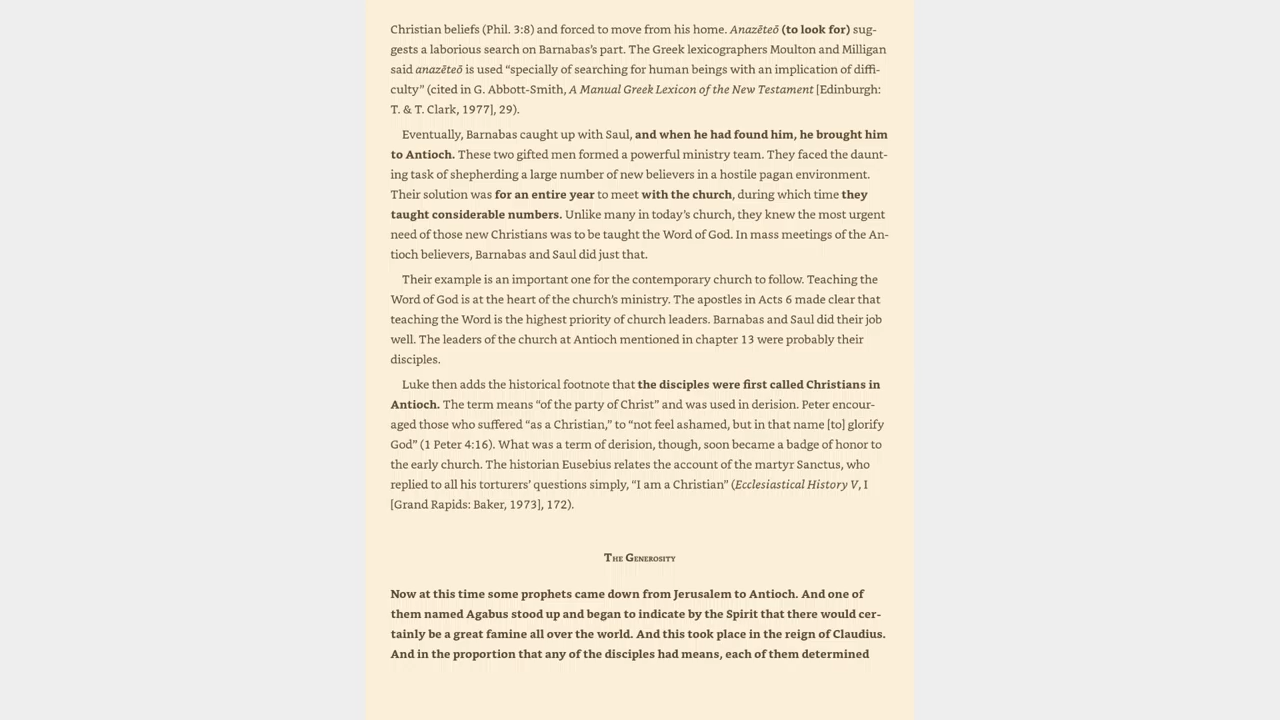 Christian beliefs (Phil. 3:8) and forced to move from his home. Anazēteō (to look for) sug-
gests a laborious search on Barnabas’s part. The Greek lexicographers Moulton and Milligan
said anazēteō is used “specially of searching for human beings with an implication of diffi-
culty” (cited in G. Abbott-Smith, A Manual Greek Lexicon of the New Testament [Edinburgh:
T. & T. Clark, 1977], 29).
Eventually, Barnabas caught up with Saul, and when he had found him, he brought him
to Antioch. These two gifted men formed a powerful ministry team. They faced the daunt-
ing task of shepherding a large number of new believers in a hostile pagan environment.
Their solution was for an entire year to meet with the church, during which time they
taught considerable numbers. Unlike many in today’s church, they knew the most urgent
need of those new Christians was to be taught the Word of God. In mass meetings of the An-
tioch believers, Barnabas and Saul did just that.
Their example is an important one for the contemporary church to follow. Teaching the
Word of God is at the heart of the church’s ministry. The apostles in Acts 6 made clear that
teaching the Word is the highest priority of church leaders. Barnabas and Saul did their job
well. The leaders of the church at Antioch mentioned in chapter 13 were probably their
disciples.
Luke then adds the historical footnote that the disciples were first called Christians in
Antioch. The term means “of the party of Christ” and was used in derision. Peter encour-
aged those who suffered “as a Christian,” to “not feel ashamed, but in that name [to] glorify
God” (1 Peter 4:16). What was a term of derision, though, soon became a badge of honor to
the early church. The historian Eusebius relates the account of the martyr Sanctus, who
replied to all his torturers’ questions simply, “I am a Christian” (Ecclesiastical History V, I
[Grand Rapids: Baker, 1973], 172).
The Generosity
Now at this time some prophets came down from Jerusalem to Antioch. And one of
them named Agabus stood up and began to indicate by the Spirit that there would cer-
tainly be a great famine all over the world. And this took place in the reign of Claudius.
And in the proportion that any of the disciples had means, each of them determined